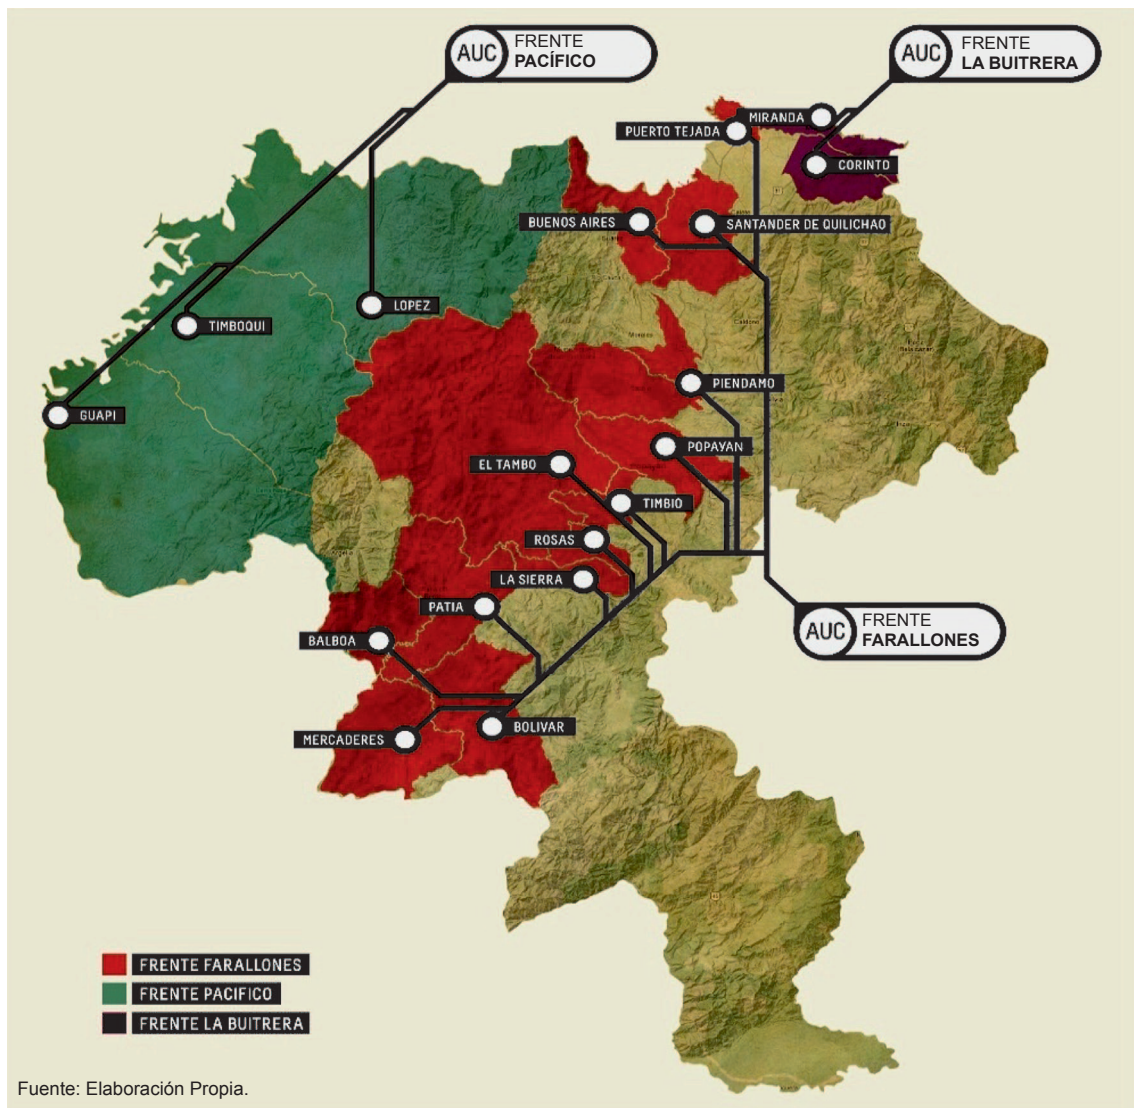 AUC
FRENTE
PACÍFICO
AUC
FRENTE
LA BUITRERA
MIRANDA
PUERTO TEJADA
CORINTO
BUENOS AIRES
SANTANDER DE QUILICHAO
LOPEZ
TIMBOQUI
PIENDAMO
GUAPI
POPAYAN
EL TAMBO
TIMBIO
ROSAS
LA SIERRA
PATIA
AUC
FRENTE
FARALLONES
BALBOA
BOLIVAR
MERCADERES
FRENTE FARALLONES
FRENTE PACIFICO
FRENTE LA BUITRERA
Fuente: Elaboración Propia.